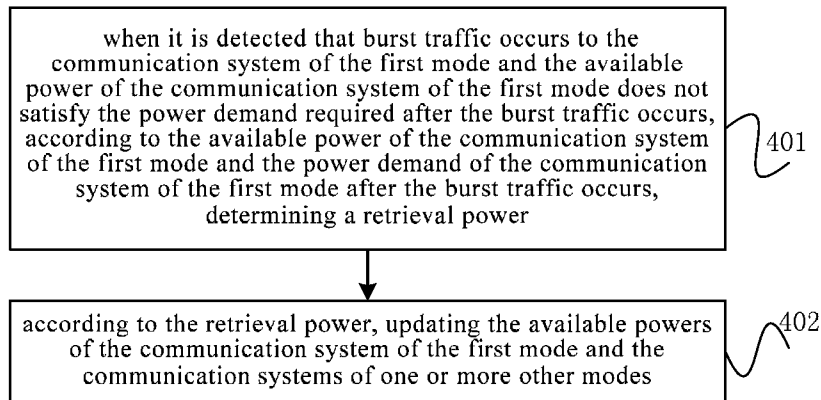 when it is detected that burst traffic occurs to the
communication system of the first mode and the available
power of the communication system of the first mode does not
satisfy the power demand required after the burst traffic occurs,
according to the available power of the communication system
of the first mode and the power demand of the communication
system of the first mode after the burst traffic occurs,
determining a retrieval power
401
according to the retrieval power, updating the available powers
of the communication system of the first mode and the
communication systems of one or more other modes
402